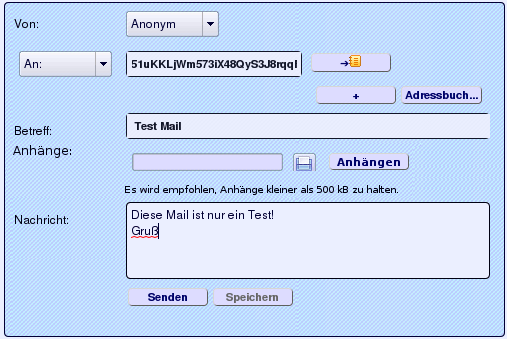 Von: Anonym
An: 51uKKLjWm573iX48QyS3J8rqqI
+ Adressbuch...
Betreff: Test Mail
Anhänge: Anhängen
Es wird empfohlen, Anhänge kleiner als 500 kB zu halten.
Nachricht: Diese Mail ist nur ein Test!
Gruß
Senden Speichern